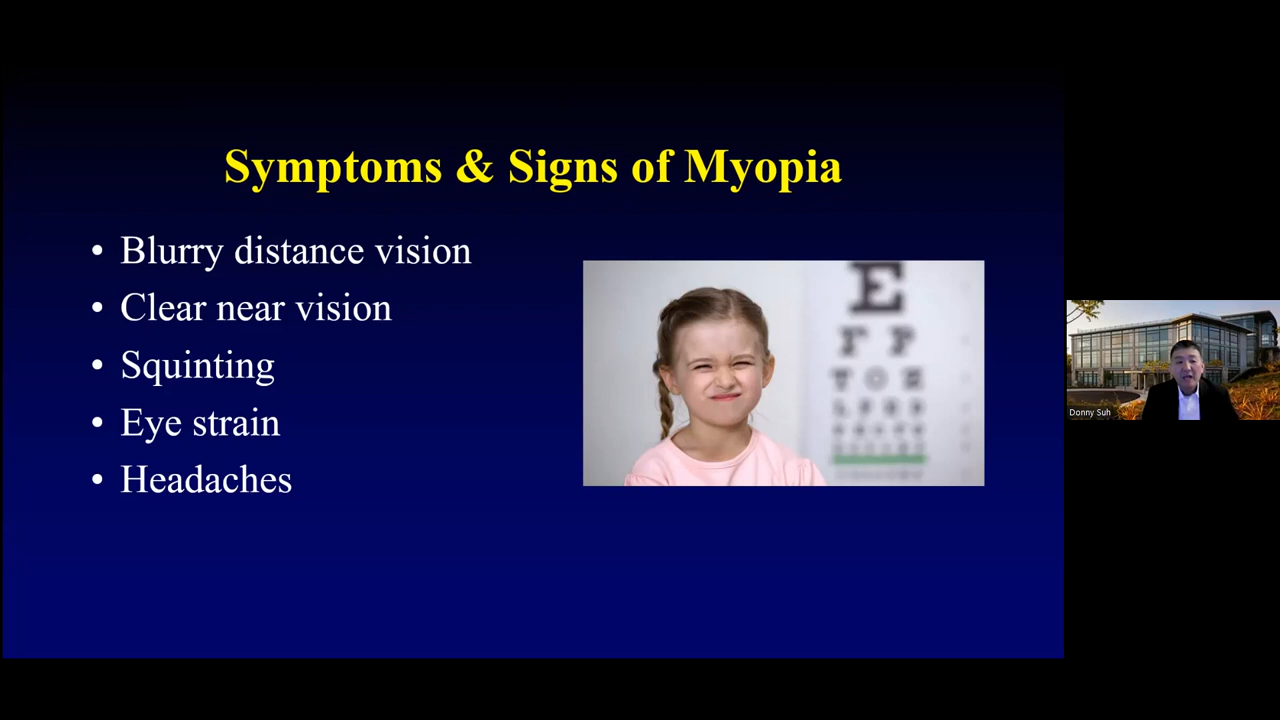 Symptoms & Signs of Myopia
• Blurry distance vision
• Clear near vision
• Squinting
• Eye strain
• Headaches
E
F P
T O Z
Donny Suh